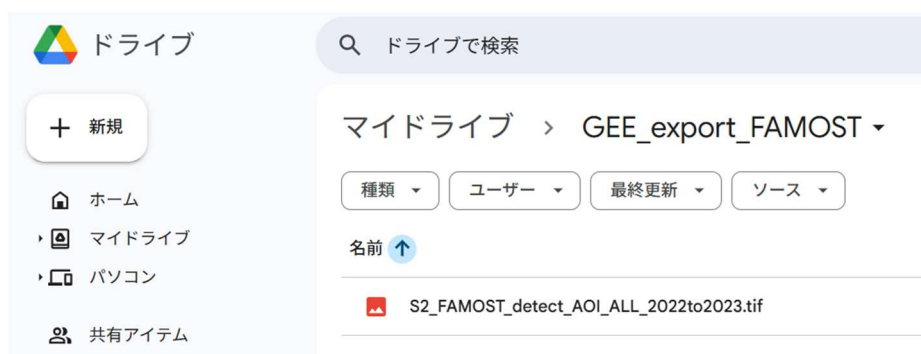 ドライブ
ドライブで検索
新規
マイドライブ > GEE_export_FAMOST
種類 ユーザー 最終更新 ソース
ホーム
マイドライブ
名前
パソコン
S2_FAMOST_detect_AOI_ALL_2022to2023.tif
共有アイテム